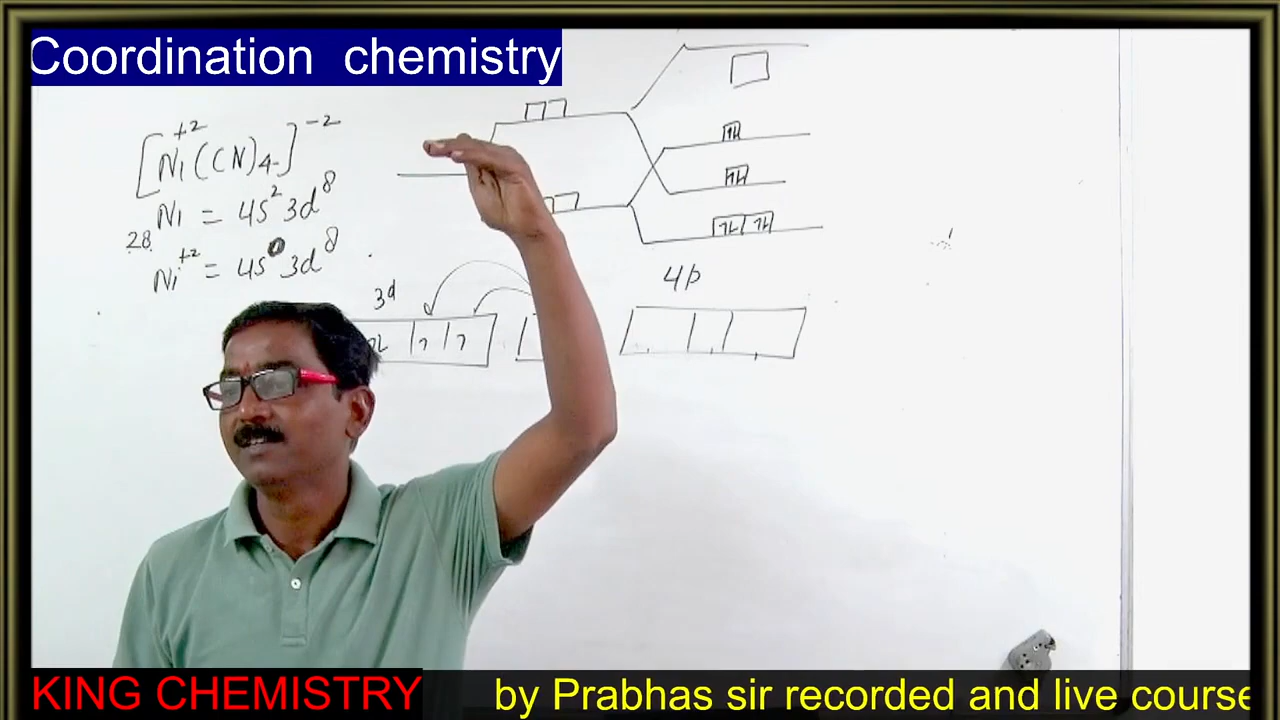 Coordination chemistry
[Ni⁺²(CN)₄]⁻²
Ni = 4s² 3d⁸
28
Ni⁺² = 4s⁰ 3d⁸
3d
4p
KING CHEMISTRY
by Prabhas sir recorded and live course